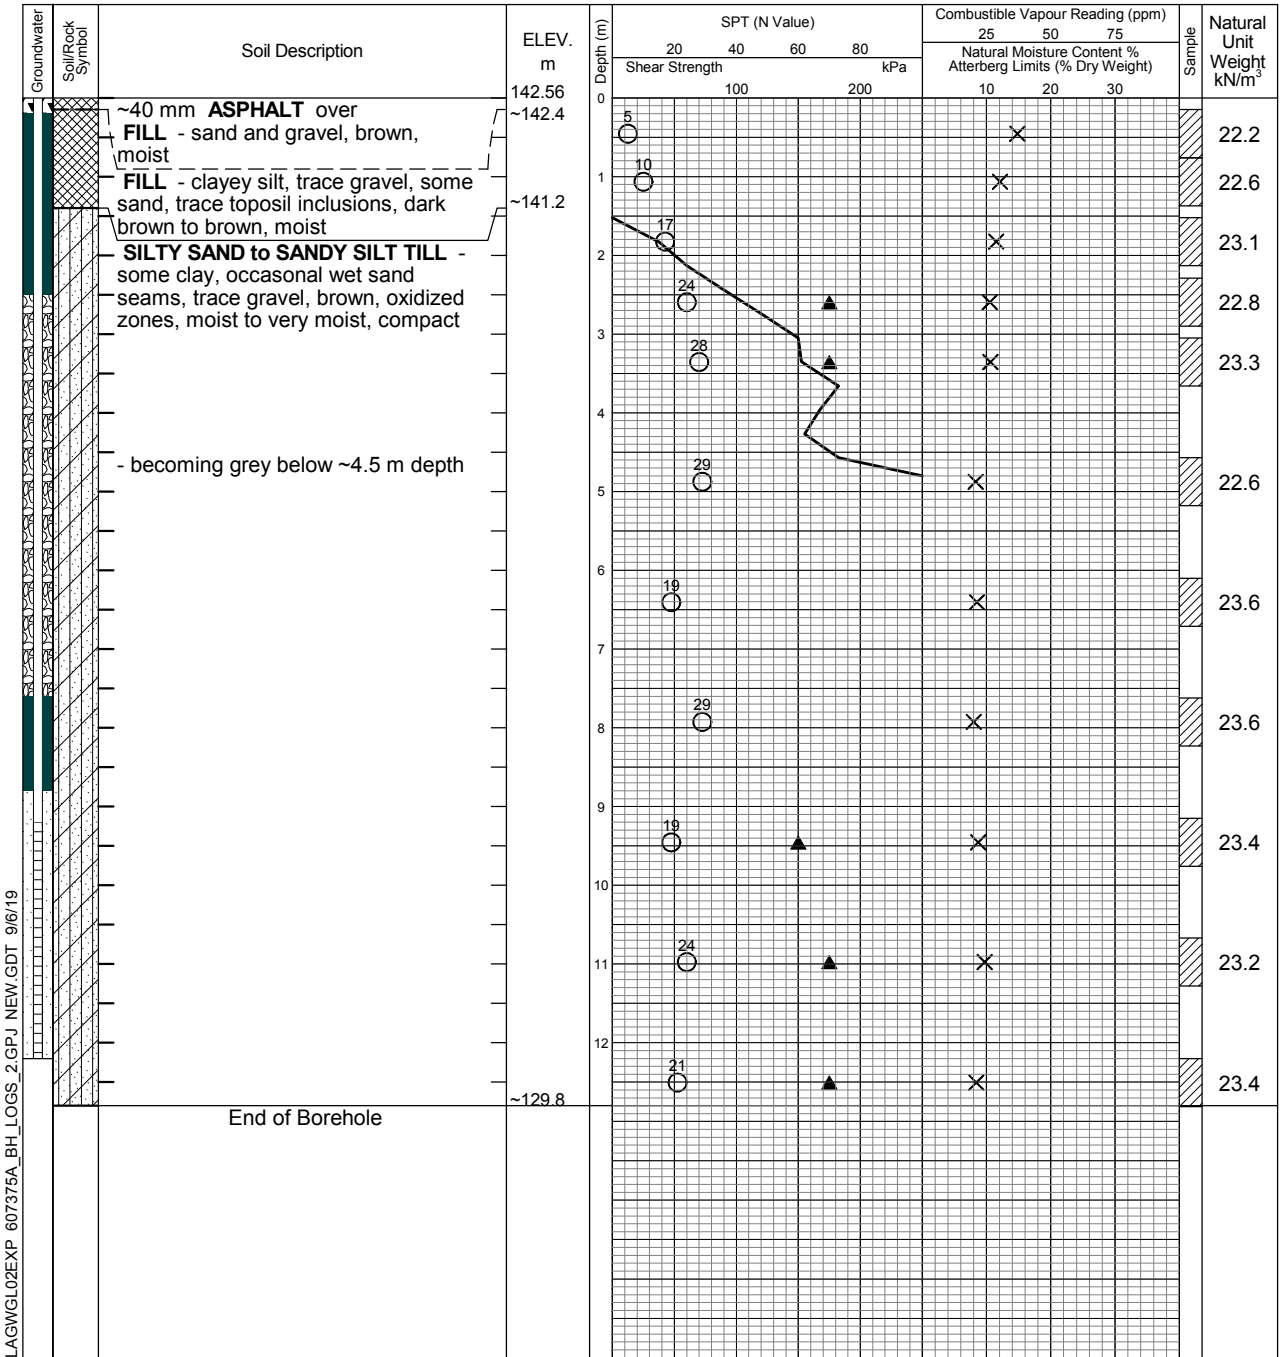 Groundwater
Soil/Rock
Symbol
Soil Description
ELEV.
m
Depth (m)
SPT (N Value)
20 40 60 80
Shear Strength kPa
100 200
Combustible Vapour Reading (ppm)
25 50 75
Natural Moisture Content %
Atterberg Limits (% Dry Weight)
10 20 30
Sample
Natural
Unit
Weight
kN/m³
142.56
0
~40 mm ASPHALT over
~142.4
FILL - sand and gravel, brown,
moist
5
22.2
FILL - clayey silt, trace gravel, some
sand, trace toposil inclusions, dark
brown to brown, moist
10
1
22.6
~141.2
17
23.1
SILTY SAND to SANDY SILT TILL -
some clay, occasonal wet sand
seams, trace gravel, brown, oxidized
zones, moist to very moist, compact
2
24
22.8
3
28
23.3
4
- becoming grey below ~4.5 m depth
29
22.6
5
6
19
23.6
7
29
23.6
8
9
19
23.4
10
24
23.2
11
12
21
23.4
~129.8
End of Borehole
LAGWGL02EXP 607375A_BH_LOGS_2.GPJ NEW.GDT 9/6/19